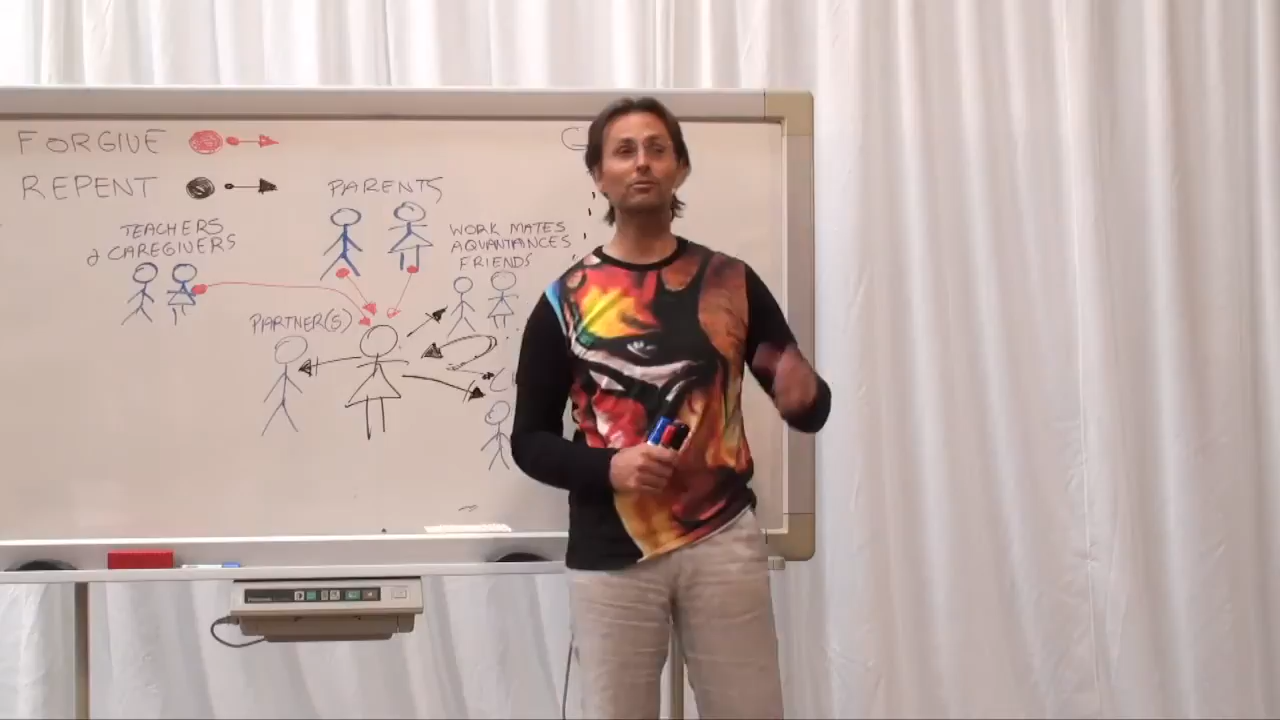 FORGIVE
REPENT
G
PARENTS
TEACHERS
& CAREGIVERS
WORK MATES
AQUANTANCES
FRIENDS
PARTNER(S)